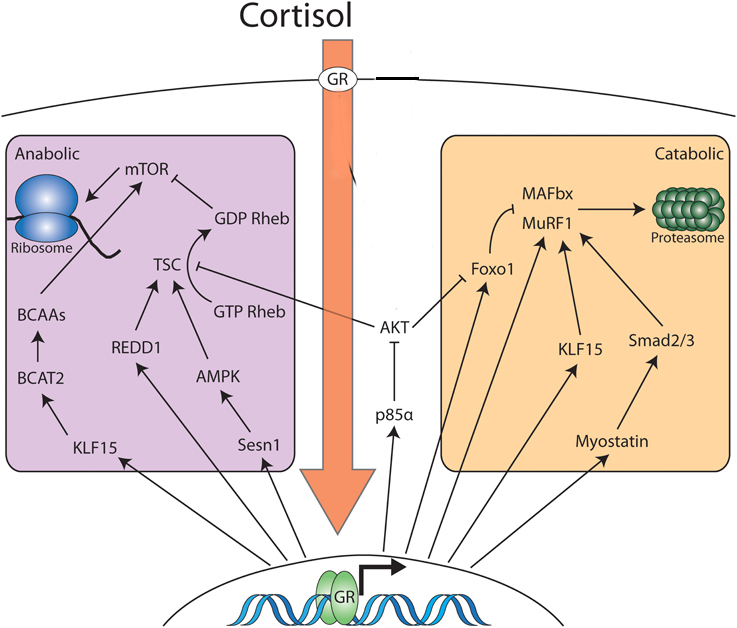 Cortisol
GR
Anabolic
Catabolic
mTOR
MAFbx
GDP Rheb
MuRF1
Ribosome
Proteasome
TSC
Foxo1
BCAAs
GTP Rheb
AKT
REDD1
KLF15
Smad2/3
BCAT2
AMPK
p85α
KLF15
Sesn1
Myostatin
GR